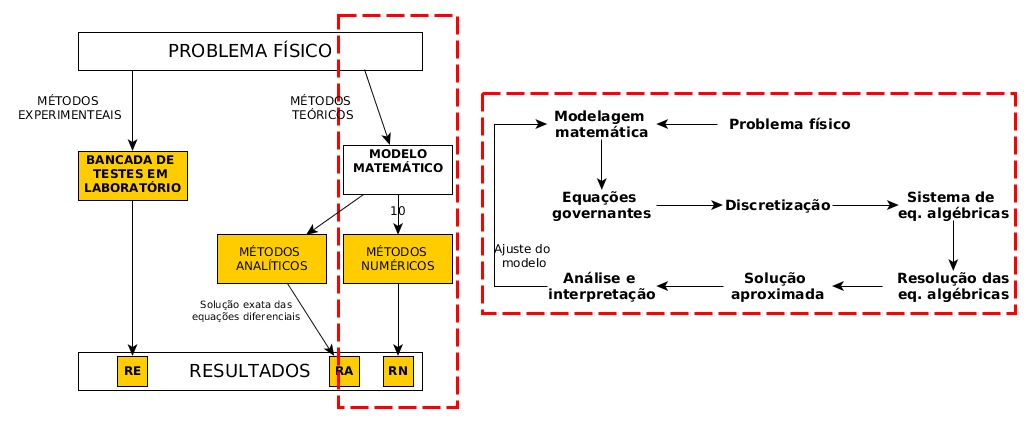 PROBLEMA FÍSICO
MÉTODOS
EXPERIMENTEAIS
MÉTODOS
TEÓRICOS
BANCADA DE
TESTES EM
LABORATÓRIO
MODELO
MATEMÁTICO
10
MÉTODOS
ANALÍTICOS
MÉTODOS
NUMÉRICOS
Solução exata das
equações diferenciais
RE
RESULTADOS
RA
RN
Modelagem
matemática
Problema físico
Equações
governantes
Discretização
Sistema de
eq. algébricas
Ajuste do
modelo
Análise e
interpretação
Solução
aproximada
Resolução das
eq. algébricas